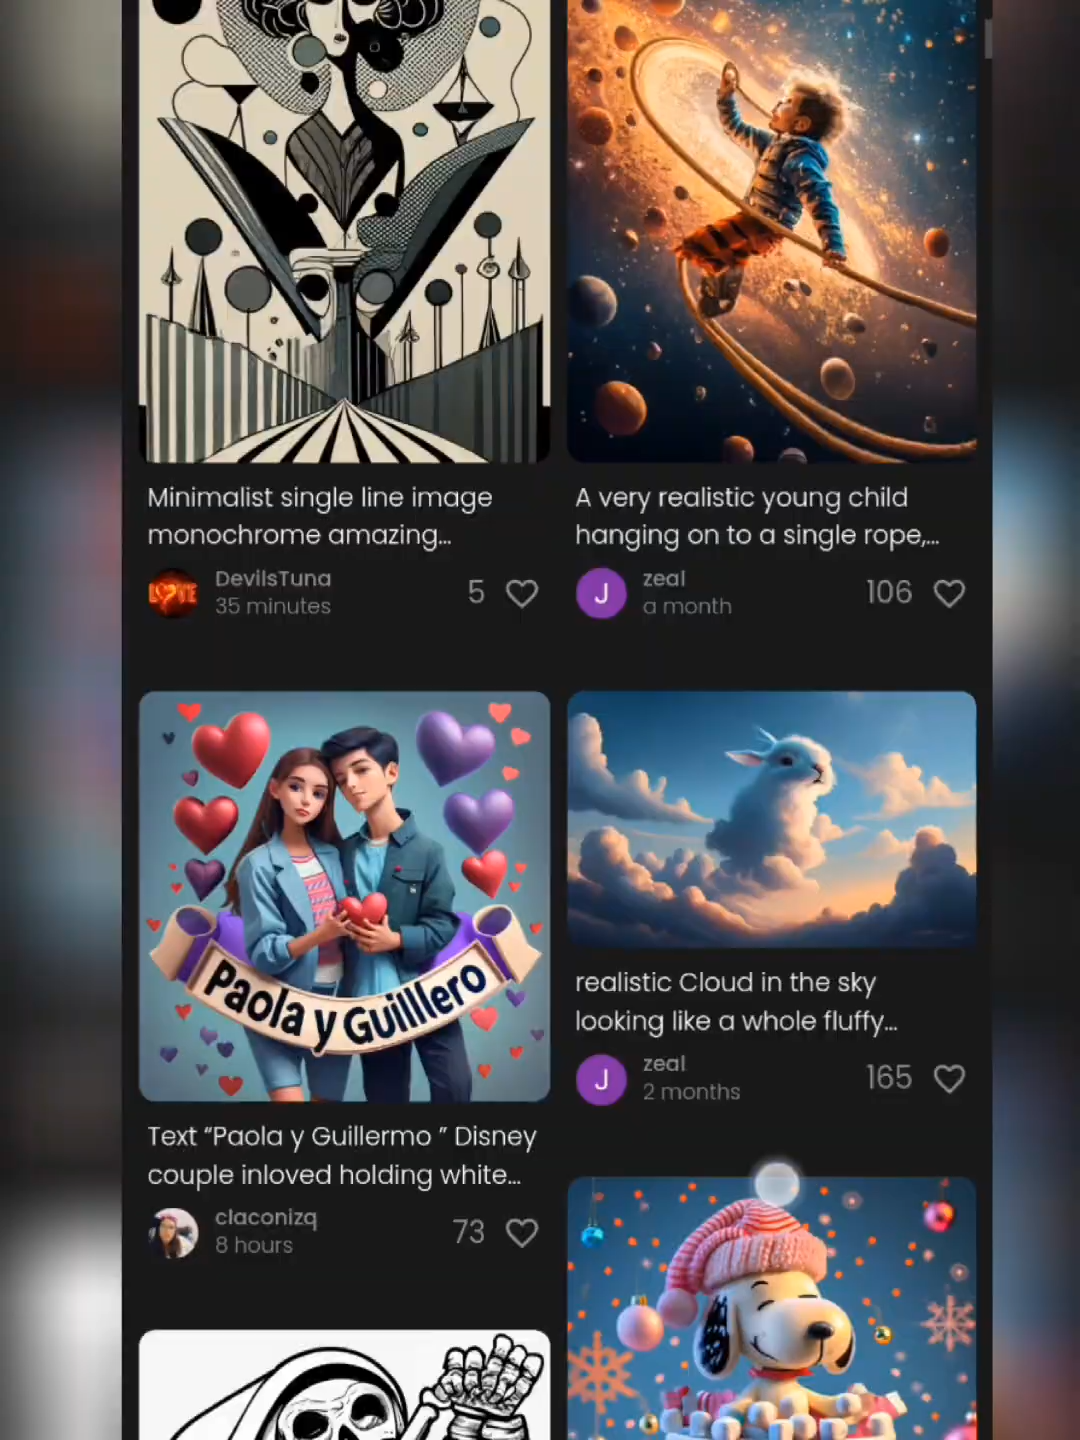 Minimalist single line image
monochrome amazing...
LOVE
DevilsTuna
35 minutes
5
A very realistic young child
hanging on to a single rope,...
J
zeal
a month
106
Paola y Guilllero
Text “Paola y Guillermo ” Disney
couple inloved holding white...
claconizq
8 hours
73
realistic Cloud in the sky
looking like a whole fluffy...
J
zeal
2 months
165